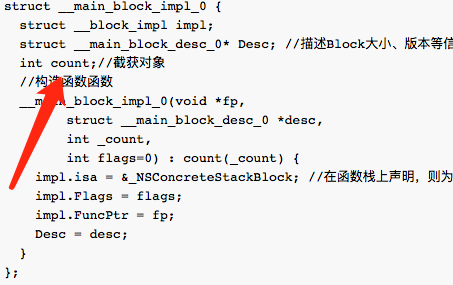 struct __main_block_impl_0 {
struct __block_impl impl;
struct __main_block_desc_0* Desc; //描述Block大小、版本等信
int count;//截获对象
//构造函数函数
__main_block_impl_0(void *fp,
struct __main_block_desc_0 *desc,
int _count,
int flags=0) : count(_count) {
impl.isa = &_NSConcreteStackBlock; //在函数栈上声明，则为
impl.Flags = flags;
impl.FuncPtr = fp;
Desc = desc;
}
};